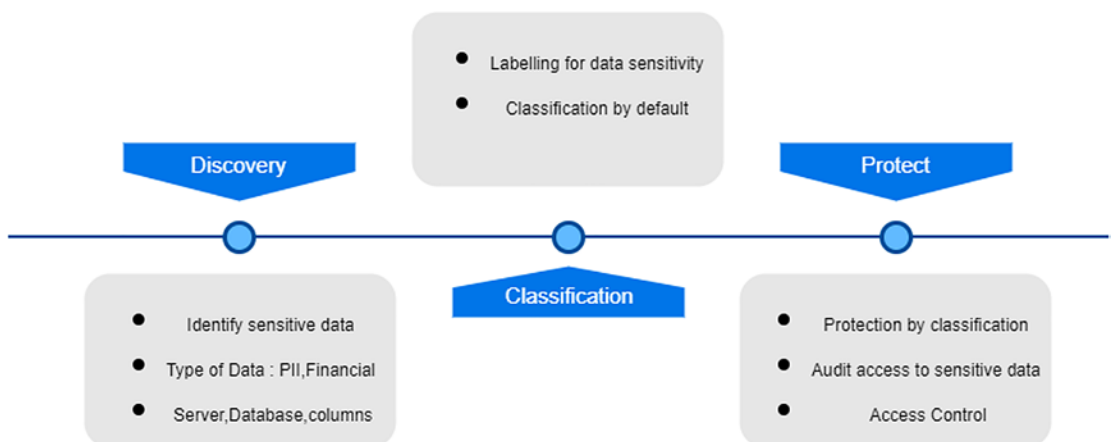 Labelling for data sensitivity
Classification by default
Discovery
Protect
Classification
Identify sensitive data
Type of Data : PII,Financial
Server,Database,columns
Protection by classification
Audit access to sensitive data
Access Control